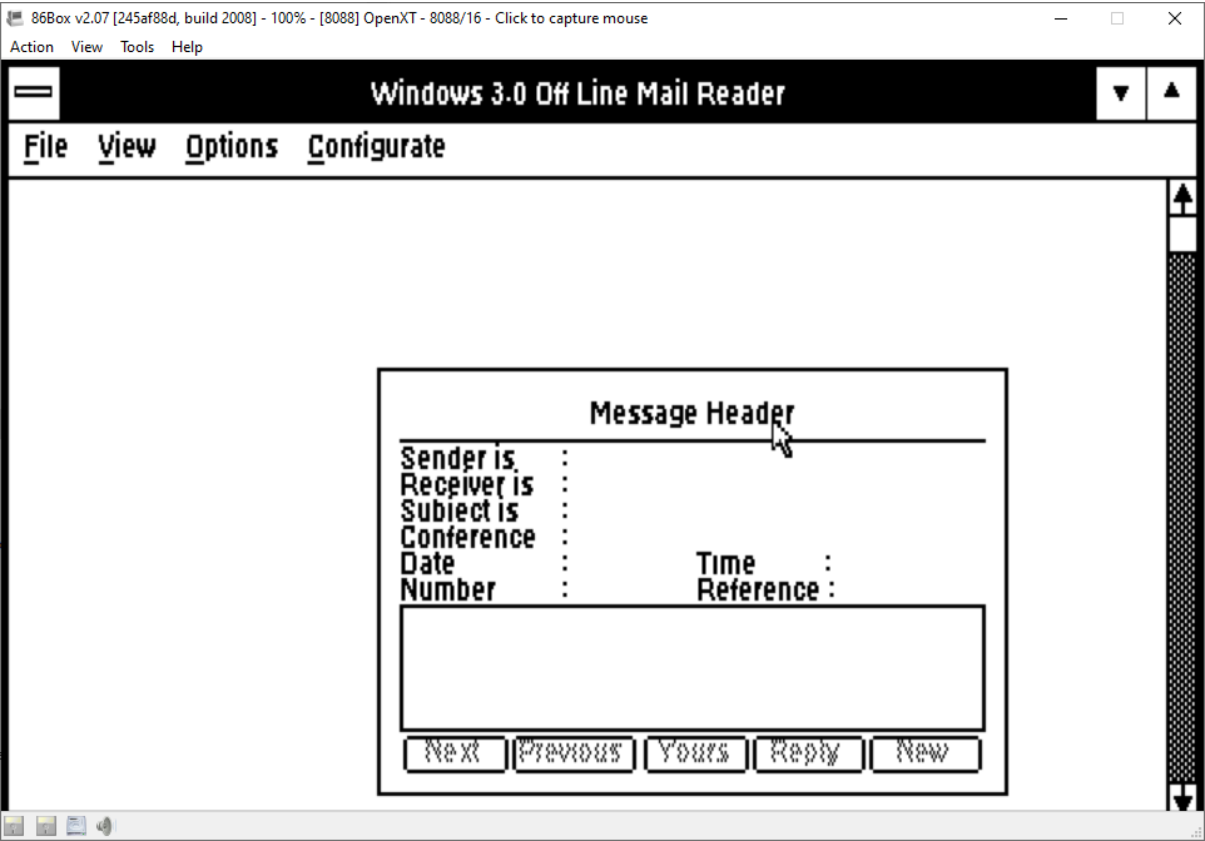 86Box v2.07 [245af88d, build 2008] - 100% - [8088] OpenXT - 8088/16 - Click to capture mouse
Action View Tools Help
Windows 3.0 Off Line Mail Reader
File View Options Configurate
Message Header
Sender is :
Receiver is :
Subject is :
Conference :
Date : Time :
Number : Reference :
Next Previous Yours Reply New